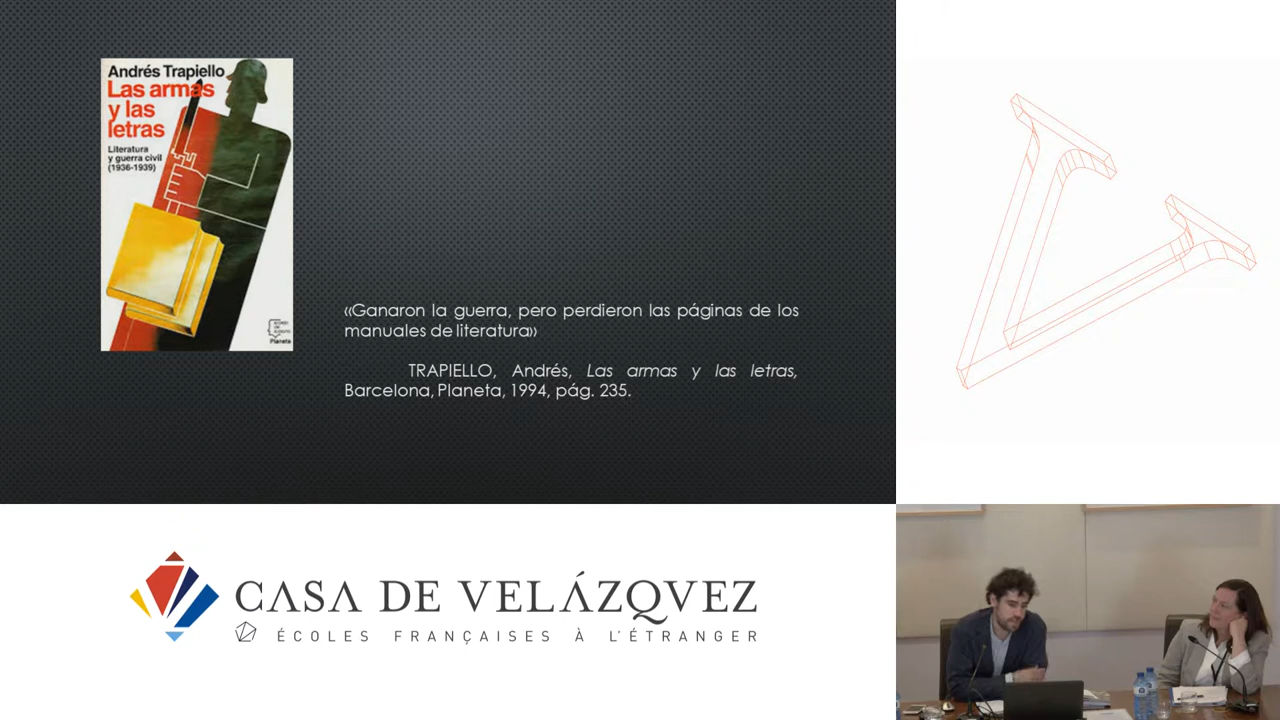 Andrés Trapiello
Las armas
y las
letras
Literatura
y guerra civil
(1936-1939)
Planeta
«Ganaron la guerra, pero perdieron las páginas de los
manuales de literatura»
TRAPIELLO, Andrés, Las armas y las letras,
Barcelona, Planeta, 1994, pág. 235.
CASA DE VELÁZQVEZ
ÉCOLES FRANÇAISES À L'ÉTRANGER